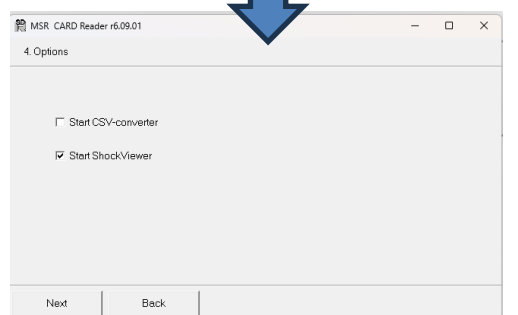 MSR CARD Reader r6.09.01
4. Options
Start CSV-converter
Start ShockViewer
Next Back